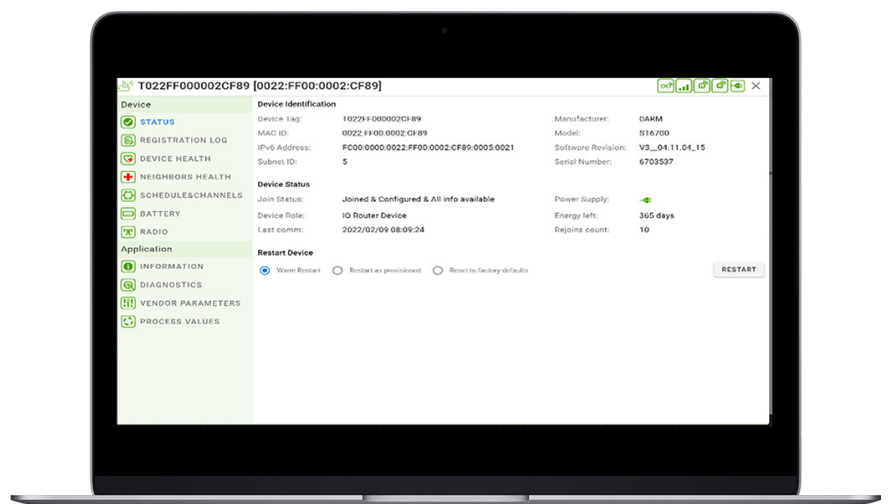 T022FF000002CF89 [0022:FF00:0002:CF89]
Device
STATUS
REGISTRATION LOG
DEVICE HEALTH
NEIGHBORS HEALTH
SCHEDULE&CHANNELS
BATTERY
RADIO
Application
INFORMATION
DIAGNOSTICS
VENDOR PARAMETERS
PROCESS VALUES
Device Identification
Device Tag: T022FF000002CF89 Manufacturer: OARM
MAC ID: 0022:FF00:0002:CF89 Model: S1670D
IPv6 Address: FC00:0000:0022:FF00:0002:CF89:0005:0021 Software Revision: V3__04.11.04_15
Subnet ID: 5 Serial Number: 6703537
Device Status
Join Status: Joined & Configured & All info available Power Supply:
Device Role: IO Router Device Energy left: 365 days
Last comm: 2022/02/09 08:09:24 Rejoins count: 10
Restart Device
Warm Restart Restart as provisioned Reset to factory defaults RESTART